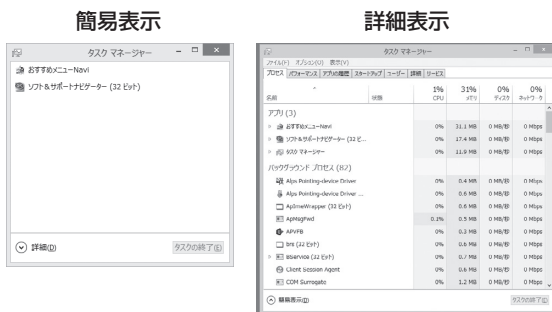 簡易表示
タスク マネージャー
おすすめメニューNavi
ソフト&サポートナビゲーター (32 ビット)
詳細(D)
タスクの終了(E)
詳細表示
タスク マネージャー
ファイル(F) オプション(O) 表示(V)
プロセス パフォーマンス アプリの履歴 スタートアップ ユーザー 詳細 サービス
1% 31% 0% 0%
名前 状態 CPU メモリ ディスク ネットワーク
アプリ (3)
おすすめメニューNavi 0% 31.1 MB 0 MB/秒 0 Mbps
ソフト&サポートナビゲーター (32 ビ... 0% 17.4 MB 0 MB/秒 0 Mbps
タスク マネージャー 0% 11.9 MB 0 MB/秒 0 Mbps
バックグラウンド プロセス (87)
Alps Pointing-device Driver 0% 0.4 MB 0 MB/秒 0 Mbps
Alps Pointing-device Driver ... 0% 0.6 MB 0 MB/秒 0 Mbps
ApImeWrapper (32 ビット) 0% 0.6 MB 0 MB/秒 0 Mbps
ApMsgFwd 0.1% 0.5 MB 0 MB/秒 0 Mbps
APVFB 0% 0.3 MB 0 MB/秒 0 Mbps
(32 ビット) 0% 0.6 MB 0 MB/秒 0 Mbps
(32 ビット) 0% 0.7 MB 0 MB/秒 0 Mbps
Client Session Agent 0% 0.6 MB 0 MB/秒 0 Mbps
COM Surrogate 0% 1.2 MB 0 MB/秒 0 Mbps
簡易表示(D)
タスクの終了(E)